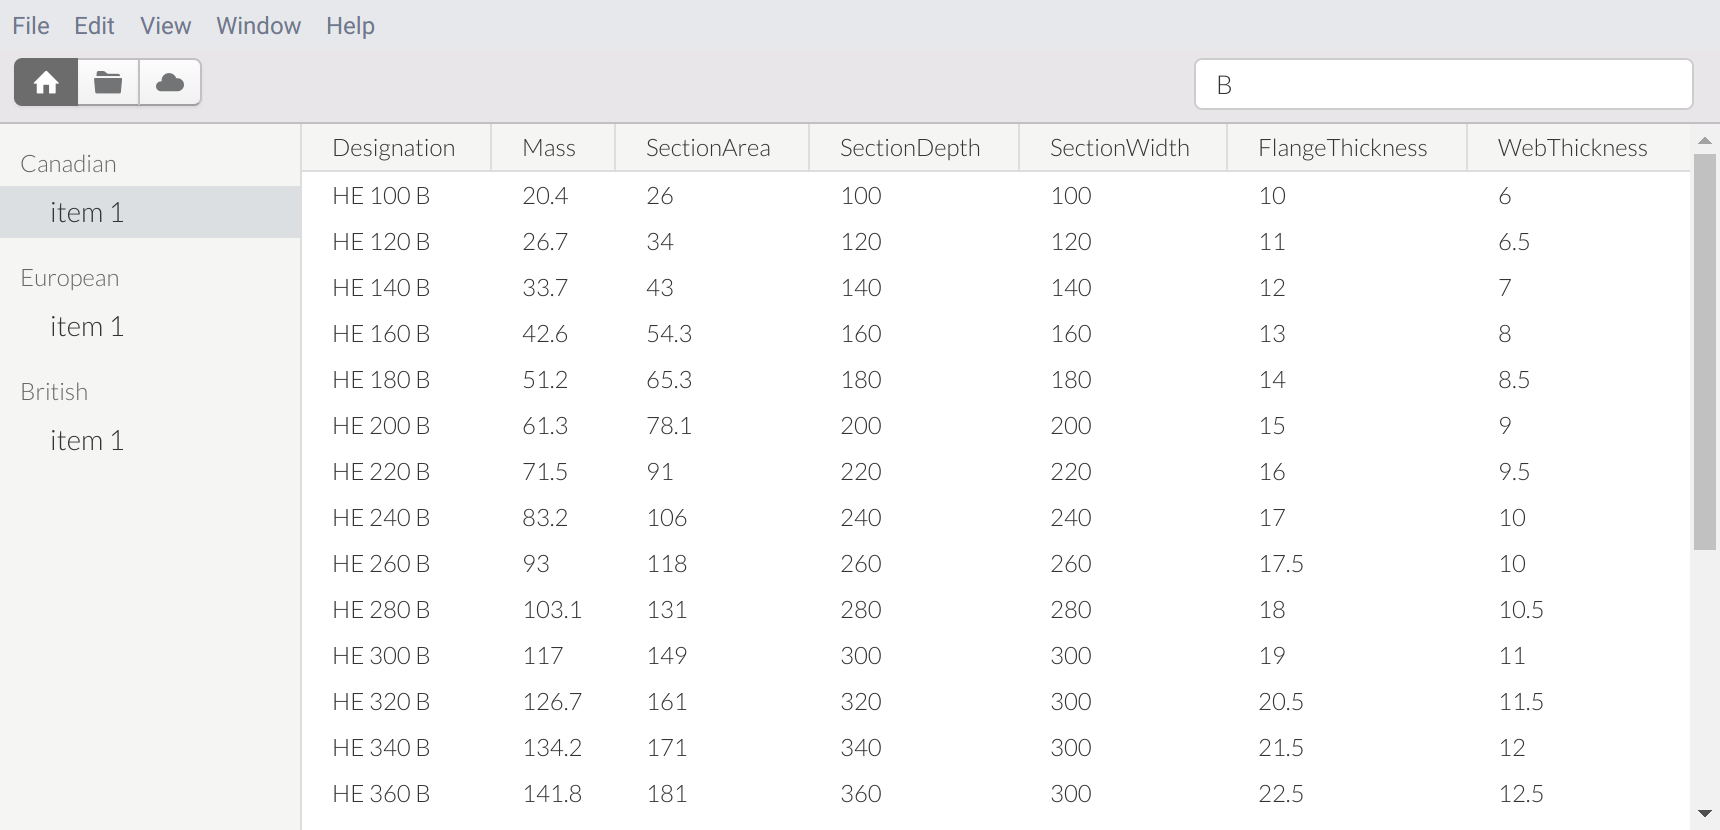 File Edit View Window Help
B
Canadian
item 1
European
item 1
British
item 1
Designation Mass SectionArea SectionDepth SectionWidth FlangeThickness WebThickness
HE 100 B 20.4 26 100 100 10 6
HE 120 B 26.7 34 120 120 11 6.5
HE 140 B 33.7 43 140 140 12 7
HE 160 B 42.6 54.3 160 160 13 8
HE 180 B 51.2 65.3 180 180 14 8.5
HE 200 B 61.3 78.1 200 200 15 9
HE 220 B 71.5 91 220 220 16 9.5
HE 240 B 83.2 106 240 240 17 10
HE 260 B 93 118 260 260 17.5 10
HE 280 B 103.1 131 280 280 18 10.5
HE 300 B 117 149 300 300 19 11
HE 320 B 126.7 161 320 300 20.5 11.5
HE 340 B 134.2 171 340 300 21.5 12
HE 360 B 141.8 181 360 300 22.5 12.5